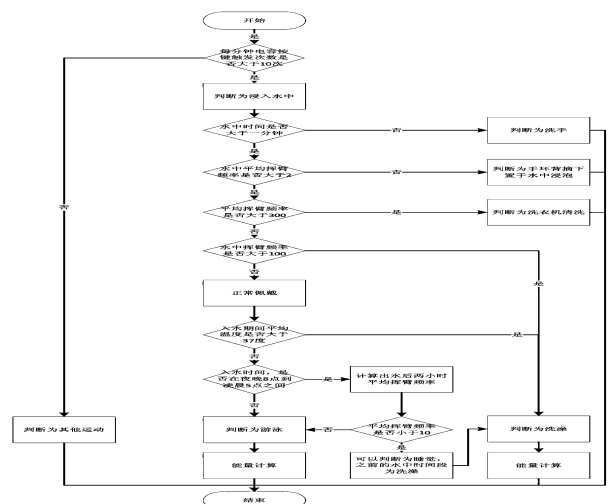 开始
是
每分钟电容按
键触发次数是
否大于10次
是
判断为浸入水中
水中时间是否
大于一分钟
否
判断为洗手
是
水中平均挥臂
频率是否大于2
否
判断为手环背摘下
置于水中浸泡
是
平均挥臂频率
是否大于300
是
判断为洗衣机清洗
否
否
水中挥臂频率
是否大于100
否
是
正常佩戴
入水期间平均
温度是否大于
37度
是
否
入水时间,是
否在夜晚8点到
凌晨5点之间
是
计算出水后两小时
平均挥臂频率
否
判断为其他运动
判断为游泳
否
平均挥臂频率
是否小于10
判断为洗澡
是
能量计算
可以判断为睡觉,
之前的水中时间段
为洗澡
能量计算
结束